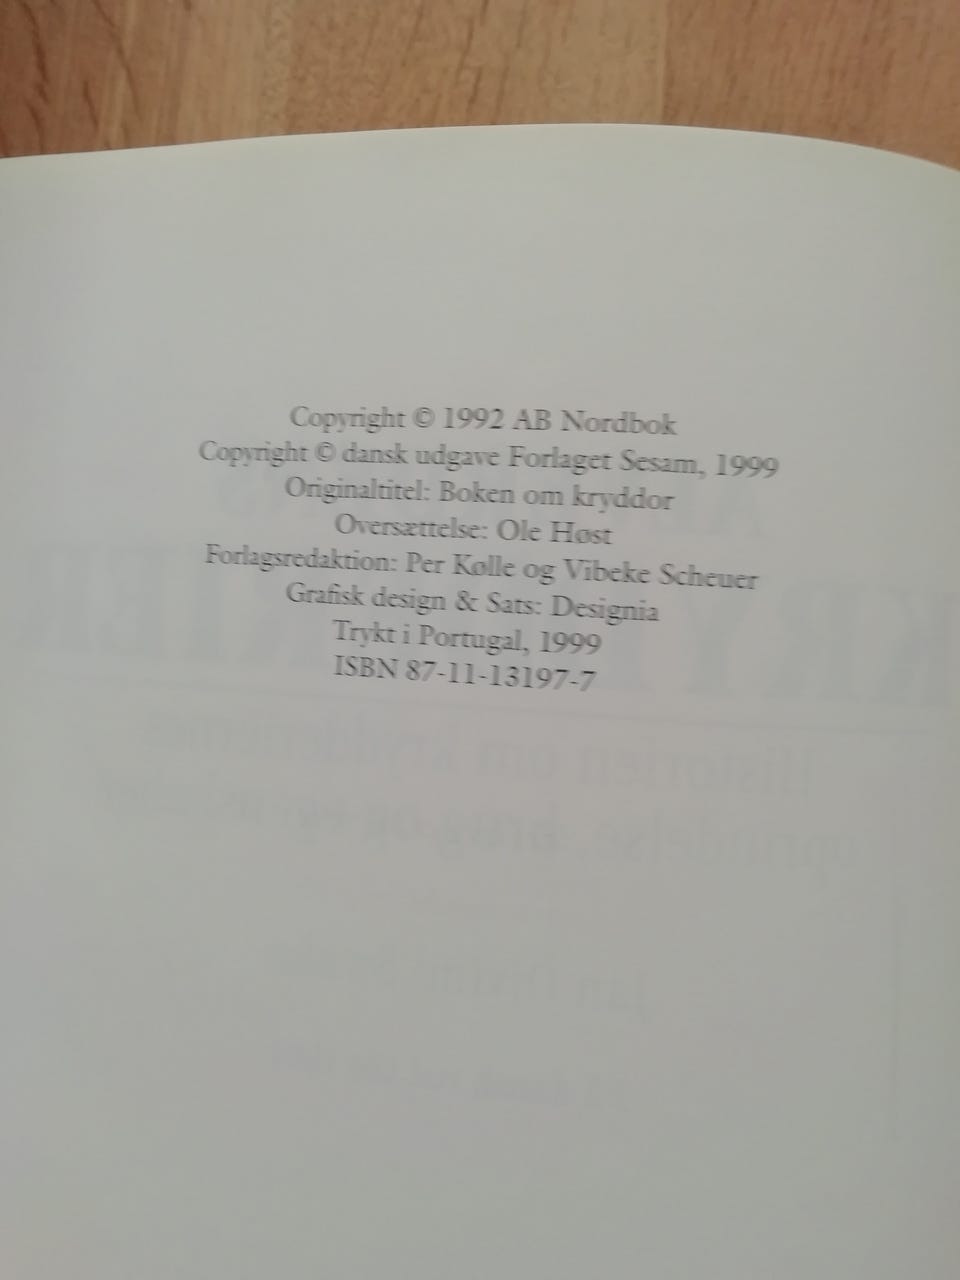 Copyright © 1992 AB Nordbok
Copyright © dansk udgave Forlaget Sesam, 1999
Originaltitel: Boken om kryddor
Oversættelse: Ole Høst
Forlagsredaktion: Per Kølle og Vibeke Scheuer
Grafisk design & Sats: Designia
Trykt i Portugal, 1999
ISBN 87-11-13197-7